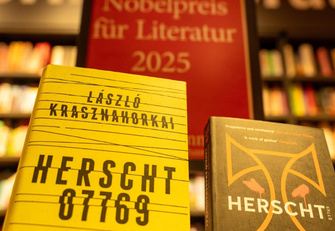 Nobelpreis
für Literatur
2025
LÁSZLÓ
KRASZNAHORKAI
HERSCHT
07769
HERSCHT